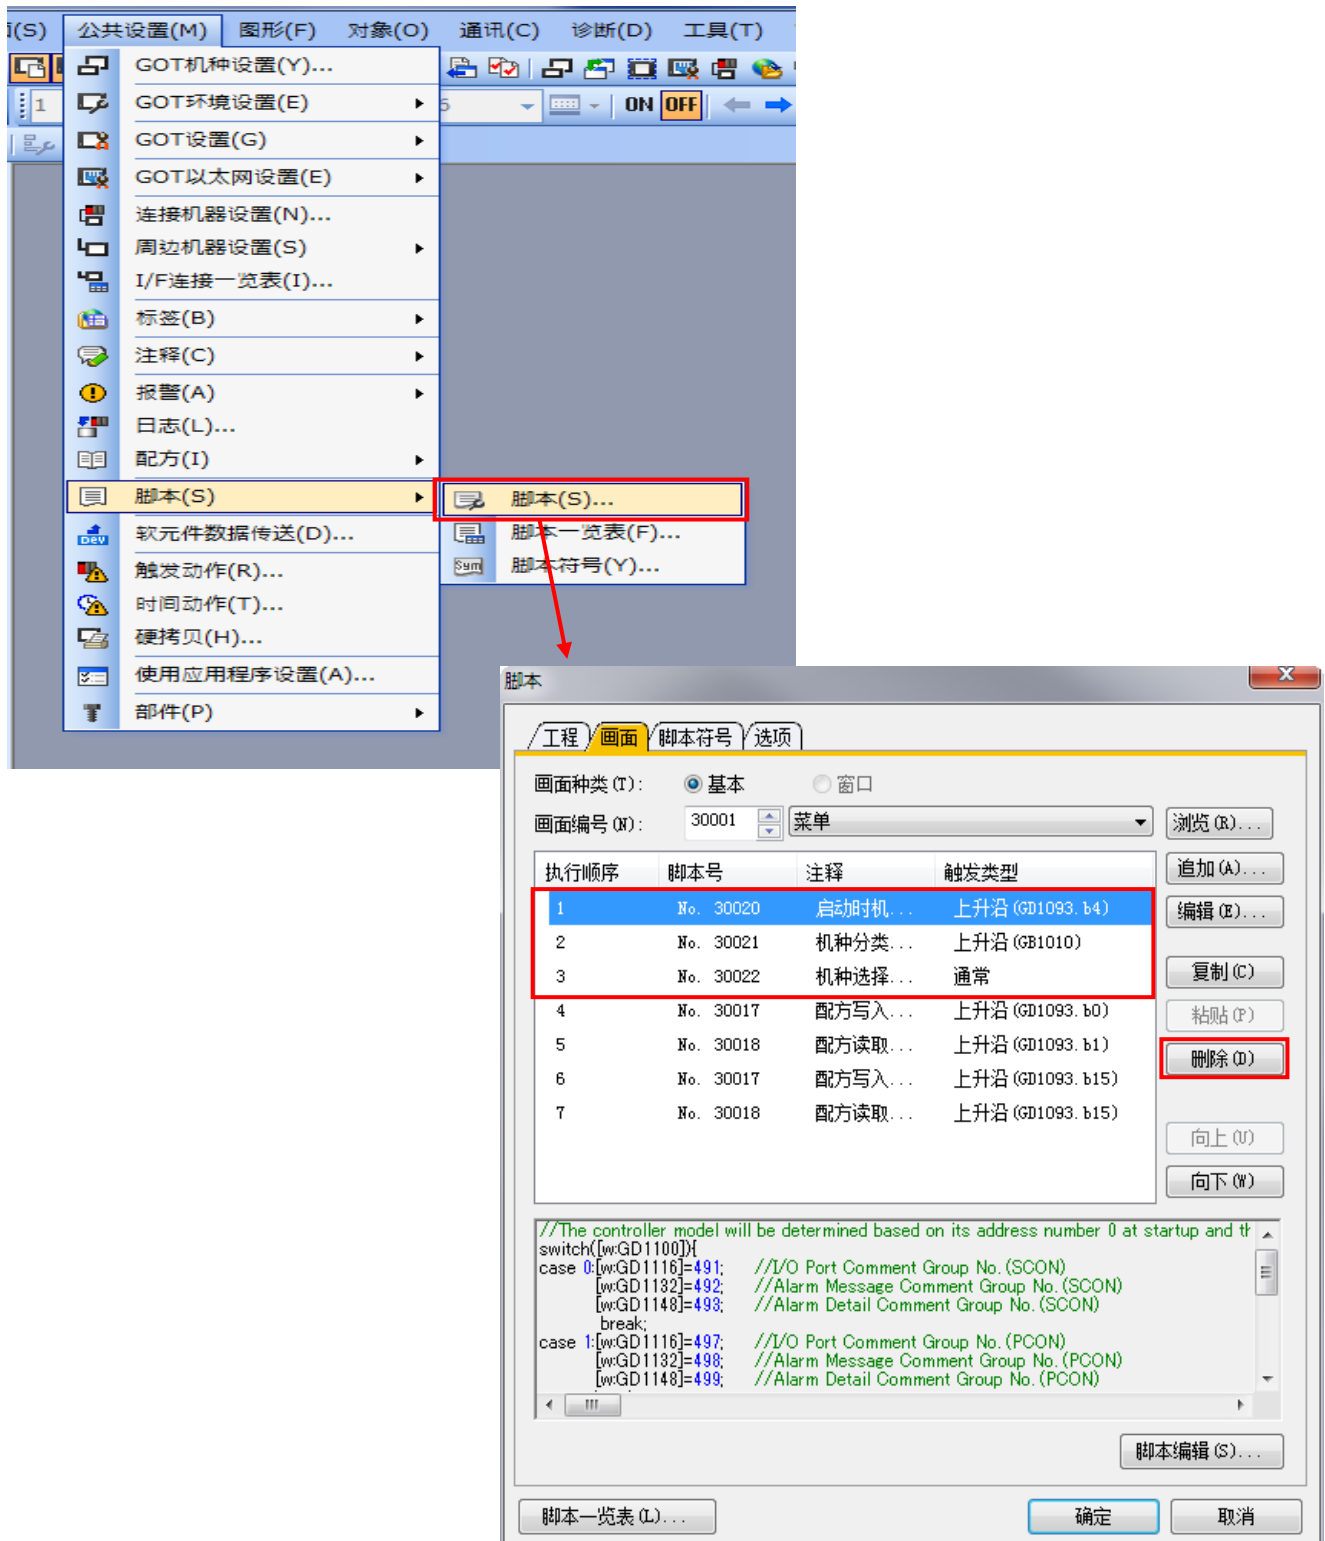 (S) 公共设置(M) 图形(F) 对象(O) 通讯(C) 诊断(D) 工具(T)
GOT机种设置(Y)...
1 GOT环境设置(E) ON OFF
GOT设置(G)
GOT以太网设置(E)
连接机器设置(N)...
周边机器设置(S)
I/F连接一览表(I)...
标签(B)
注释(C)
报警(A)
日志(L)...
配方(I)
脚本(S)
脚本(S)...
Dev 软元件数据传送(D)...
脚本一览表(F)...
触发动作(R)...
Sym 脚本符号(Y)...
时间动作(T)...
硬拷贝(H)...
使用应用程序设置(A)...
部件(P)
脚本 X
工程 画面 脚本符号 选项
画面种类(T): 基本 窗口
画面编号(N): 30001 菜单 浏览(R)...
执行顺序 脚本号 注释 触发类型 追加(A)...
1 No. 30020 启动时机... 上升沿(GD1093.b4) 编辑(E)...
2 No. 30021 机种分类... 上升沿(GB1010)
3 No. 30022 机种选择... 通常 复制(C)
4 No. 30017 配方写入... 上升沿(GD1093.b0) 粘贴(P)
5 No. 30018 配方读取... 上升沿(GD1093.b1) 删除(D)
6 No. 30017 配方写入... 上升沿(GD1093.b15)
7 No. 30018 配方读取... 上升沿(GD1093.b15)
向上(U)
向下(W)
//The controller model will be determined based on its address number 0 at startup and th
switch([w:GD1100]){
case 0:[w:GD1116]=491; //I/O Port Comment Group No.(SCON)
[w:GD1132]=492; //Alarm Message Comment Group No.(SCON)
[w:GD1148]=493; //Alarm Detail Comment Group No.(SCON)
break;
case 1:[w:GD1116]=497; //I/O Port Comment Group No.(PCON)
[w:GD1132]=498; //Alarm Message Comment Group No.(PCON)
[w:GD1148]=499; //Alarm Detail Comment Group No.(PCON)
脚本编辑(S)...
脚本一览表(L)... 确定 取消